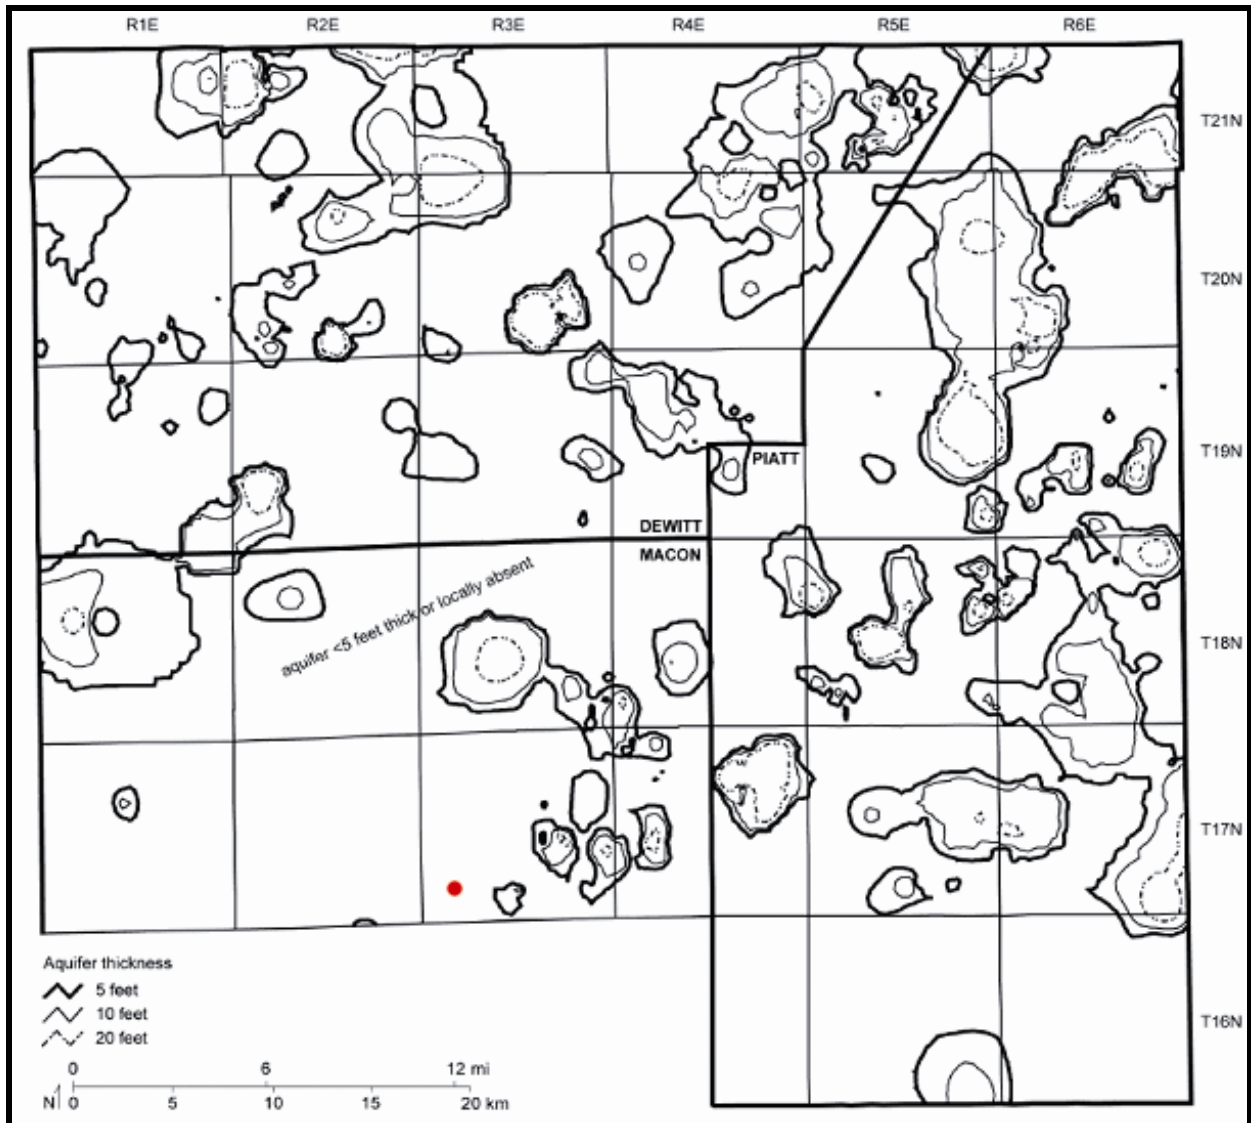 R1E R2E R3E R4E R5E R6E
T21N
T20N
T19N
PIATT
DEWITT
MACON
aquifer <5 feet thick or locally absent
T18N
T17N
T16N
Aquifer thickness
5 feet
10 feet
20 feet
0 6 12 mi
N 0 5 10 15 20 km